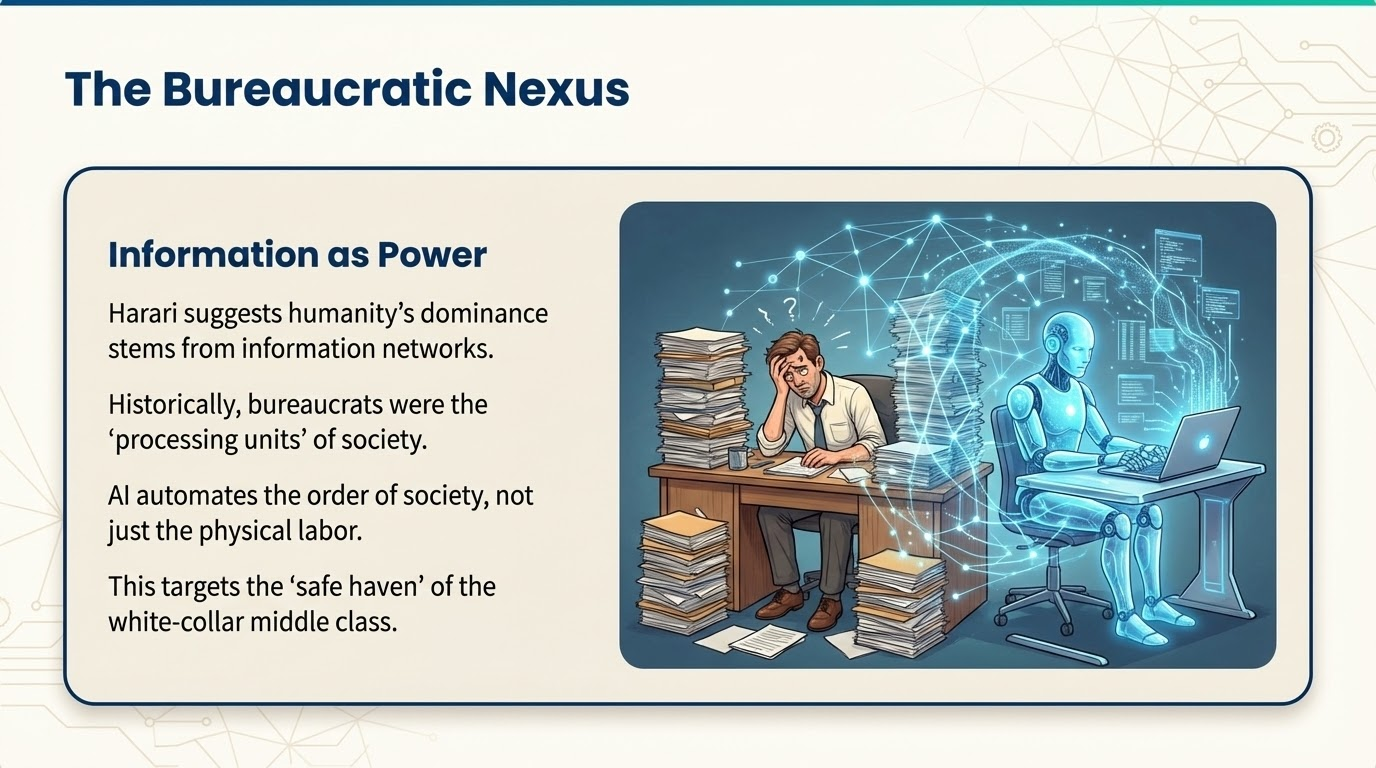 The Bureaucratic Nexus
Information as Power
Harari suggests humanity’s dominance
stems from information networks.
Historically, bureaucrats were the
‘processing units’ of society.
AI automates the order of society, not
just the physical labor.
This targets the ‘safe haven’ of the
white-collar middle class.
?